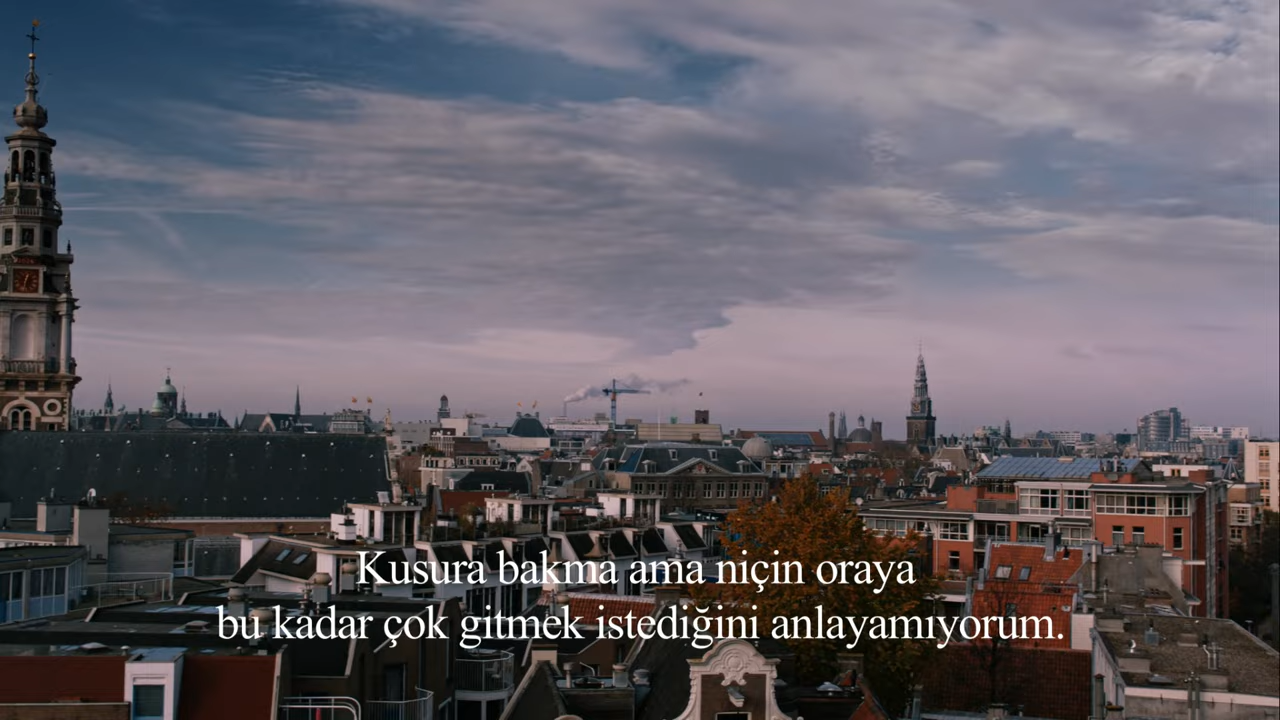 Kusura bakma ama niçin oraya
bu kadar çok gitmek istediğini anlayamıyorum.